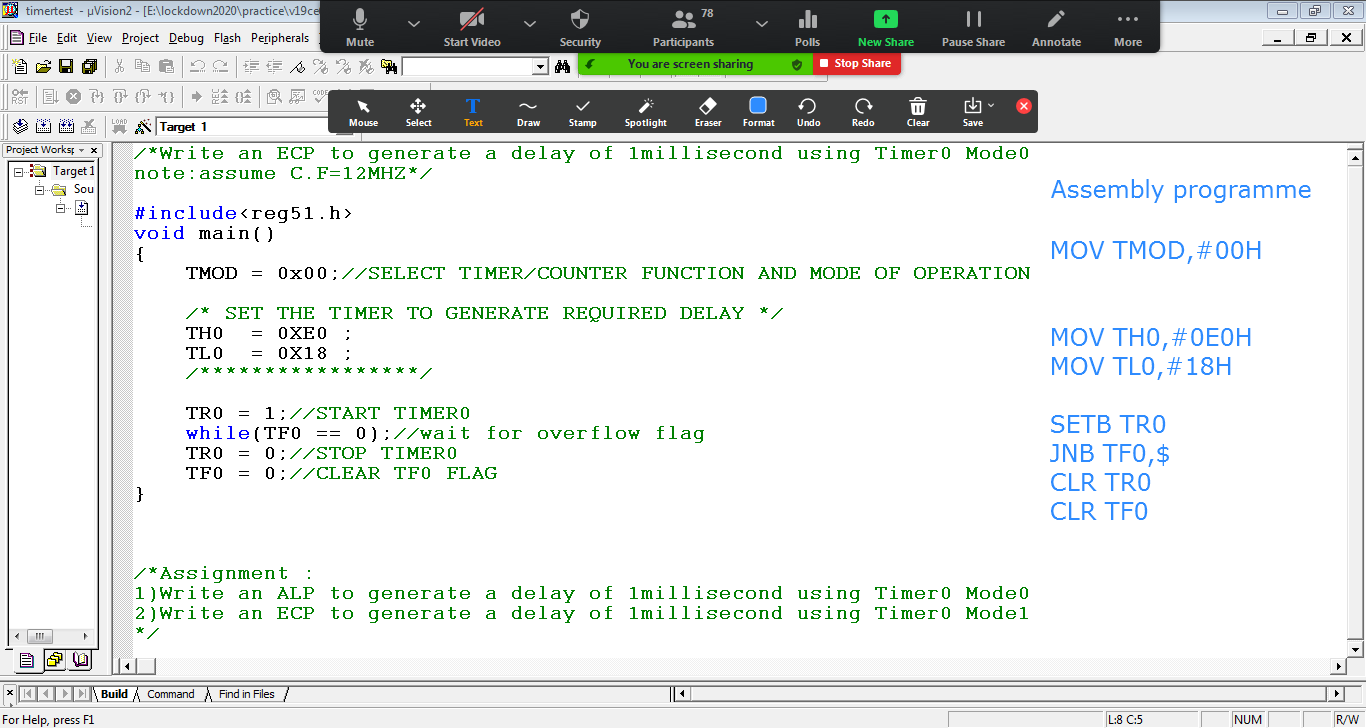 timertest - µVision2 - [E:\lockdown2020\practice\v19ce
File Edit View Project Debug Flash Peripherals
Mute
Start Video
Security
78
Participants
Polls
New Share
Pause Share
Annotate
More
You are screen sharing
Stop Share
Mouse
Select
T
Text
Draw
Stamp
Spotlight
Eraser
Format
Undo
Redo
Clear
Save
RST
LOAD
Target 1
Project Worksp
Target 1
Sou
/*Write an ECP to generate a delay of 1millisecond using Timer0 Mode0
note:assume C.F=12MHZ*/
#include<reg51.h>
void main()
{
TMOD = 0x00;//SELECT TIMER/COUNTER FUNCTION AND MODE OF OPERATION
/* SET THE TIMER TO GENERATE REQUIRED DELAY */
TH0 = 0XE0 ;
TL0 = 0X18 ;
/*****************/
TR0 = 1;//START TIMER0
while(TF0 == 0);//wait for overflow flag
TR0 = 0;//STOP TIMER0
TF0 = 0;//CLEAR TF0 FLAG
}
/*Assignment :
1)Write an ALP to generate a delay of 1millisecond using Timer0 Mode0
2)Write an ECP to generate a delay of 1millisecond using Timer0 Mode1
*/
Assembly programme
MOV TMOD,#00H
MOV TH0,#0E0H
MOV TL0,#18H
SETB TR0
JNB TF0,$
CLR TR0
CLR TF0
Build Command Find in Files
For Help, press F1
L:8 C:5
NUM
R/W